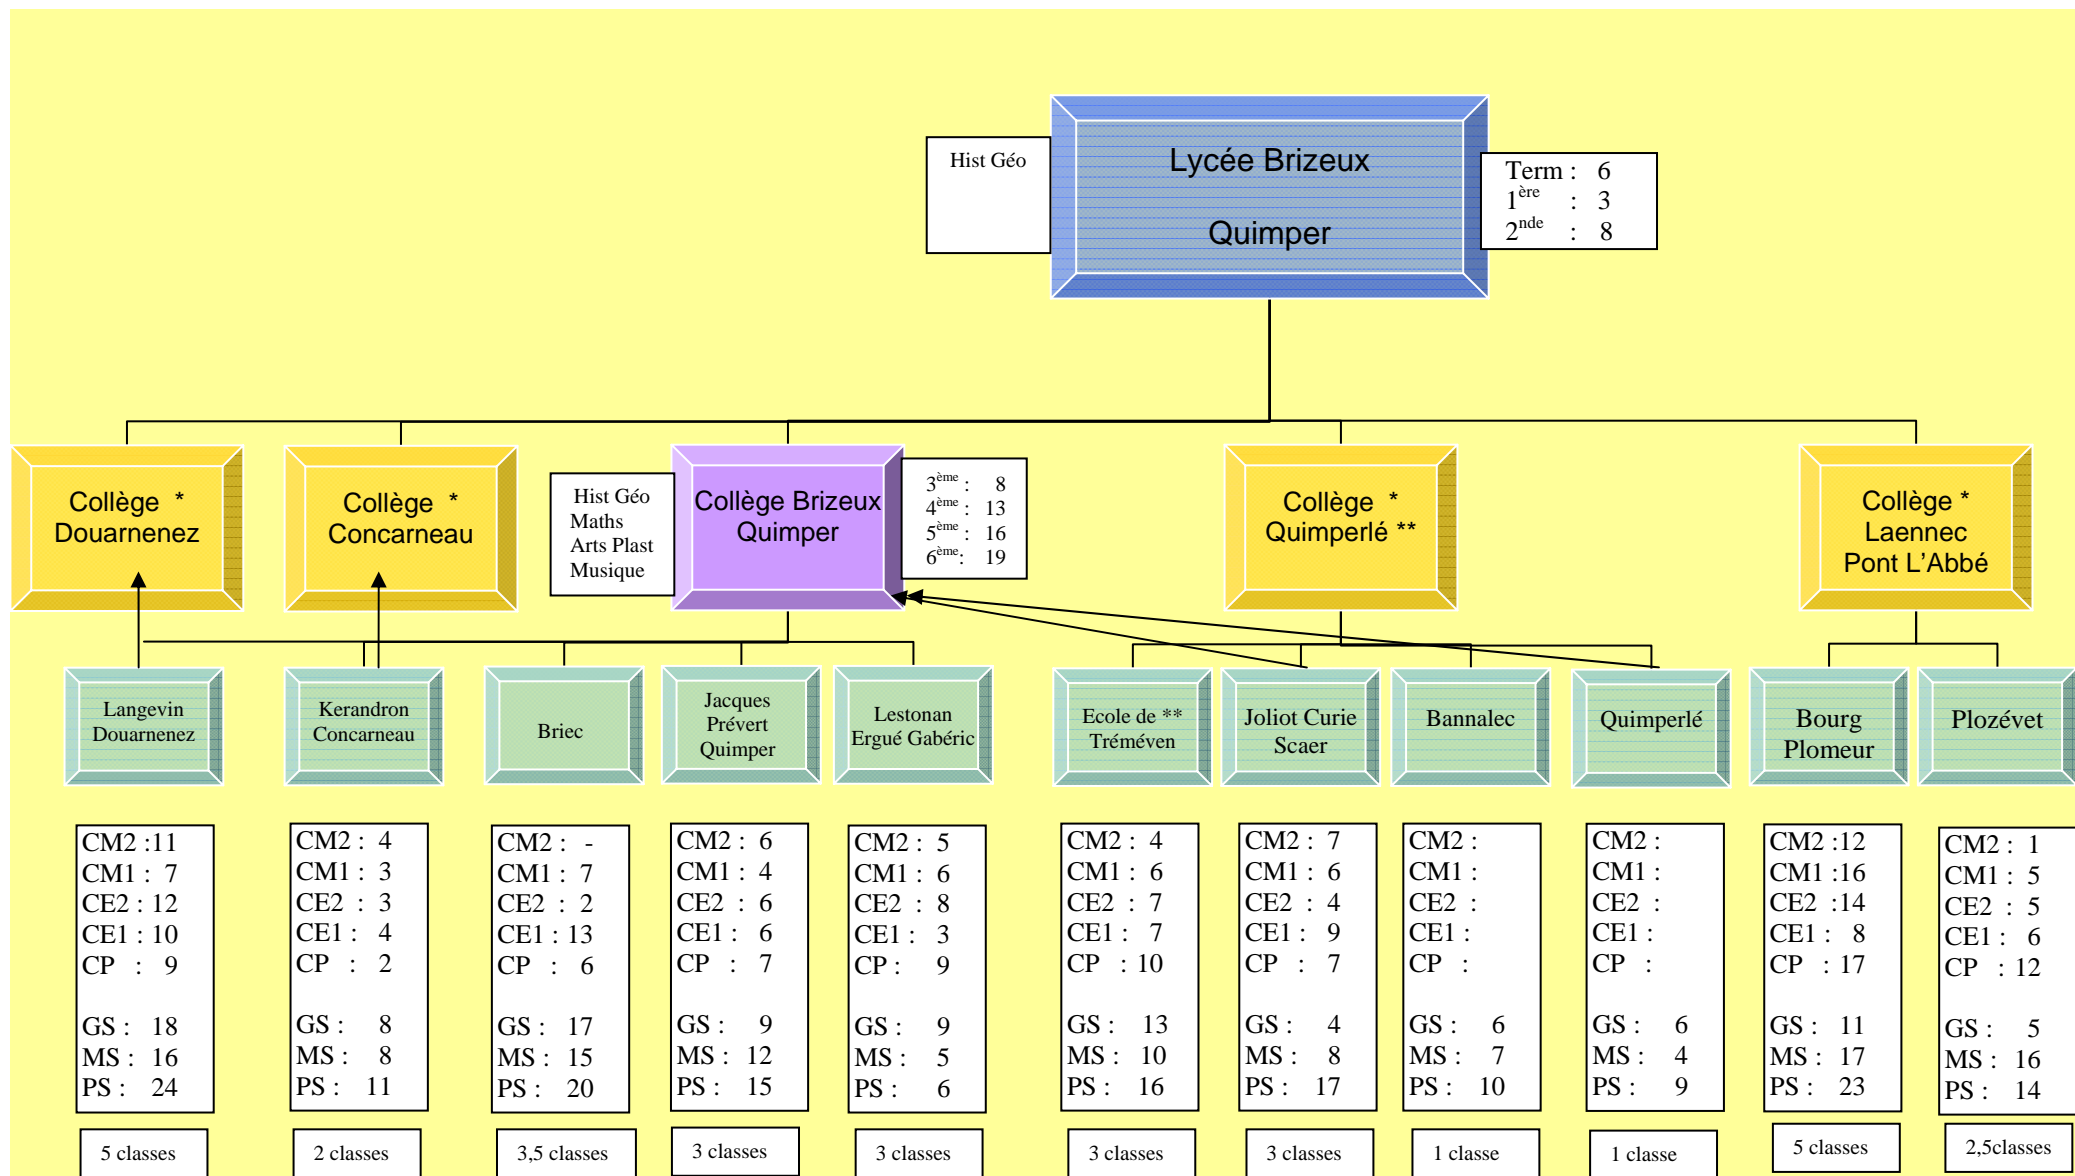 Hist Géo
Lycée Brizeux
Quimper
Term : 6
1ère : 3
2nde : 8
Collège *
Douarnenez
Collège *
Concarneau
Hist Géo
Maths
Arts Plast
Musique
Collège Brizeux
Quimper
3ème : 8
4ème : 13
5ème : 16
6ème : 19
Collège *
Quimperlé **
Collège *
Laennec
Pont L'Abbé
Langevin
Douarnenez
Kerandron
Concarneau
Briec
Jacques
Prévert
Quimper
Lestonan
Ergué Gabéric
Ecole de **
Tréméven
Joliot Curie
Scaer
Bannalec
Quimperlé
Bourg
Plomeur
Plozévet
CM2 :11
CM1 : 7
CE2 : 12
CE1 : 10
CP : 9
GS : 18
MS : 16
PS : 24
CM2 : 4
CM1 : 3
CE2 : 3
CE1 : 4
CP : 2
GS : 8
MS : 8
PS : 11
CM2 : -
CM1 : 7
CE2 : 2
CE1 : 13
CP : 6
GS : 17
MS : 15
PS : 20
CM2 : 6
CM1 : 4
CE2 : 6
CE1 : 6
CP : 7
GS : 9
MS : 12
PS : 15
CM2 : 5
CM1 : 6
CE2 : 8
CE1 : 3
CP : 9
GS : 9
MS : 5
PS : 6
CM2 : 4
CM1 : 6
CE2 : 7
CE1 : 7
CP : 10
GS : 13
MS : 10
PS : 16
CM2 : 7
CM1 : 6
CE2 : 4
CE1 : 9
CP : 7
GS : 4
MS : 8
PS : 17
CM2 :
CM1 :
CE2 :
CE1 :
CP :
GS : 6
MS : 7
PS : 10
CM2 :
CM1 :
CE2 :
CE1 :
CP :
GS : 6
MS : 4
PS : 9
CM2 :12
CM1 :16
CE2 :14
CE1 : 8
CP : 17
GS : 11
MS : 17
PS : 23
CM2 : 1
CM1 : 5
CE2 : 5
CE1 : 6
CP : 12
GS : 5
MS : 16
PS : 14
5 classes
2 classes
3,5 classes
3 classes
3 classes
3 classes
3 classes
1 classe
1 classe
5 classes
2,5classes